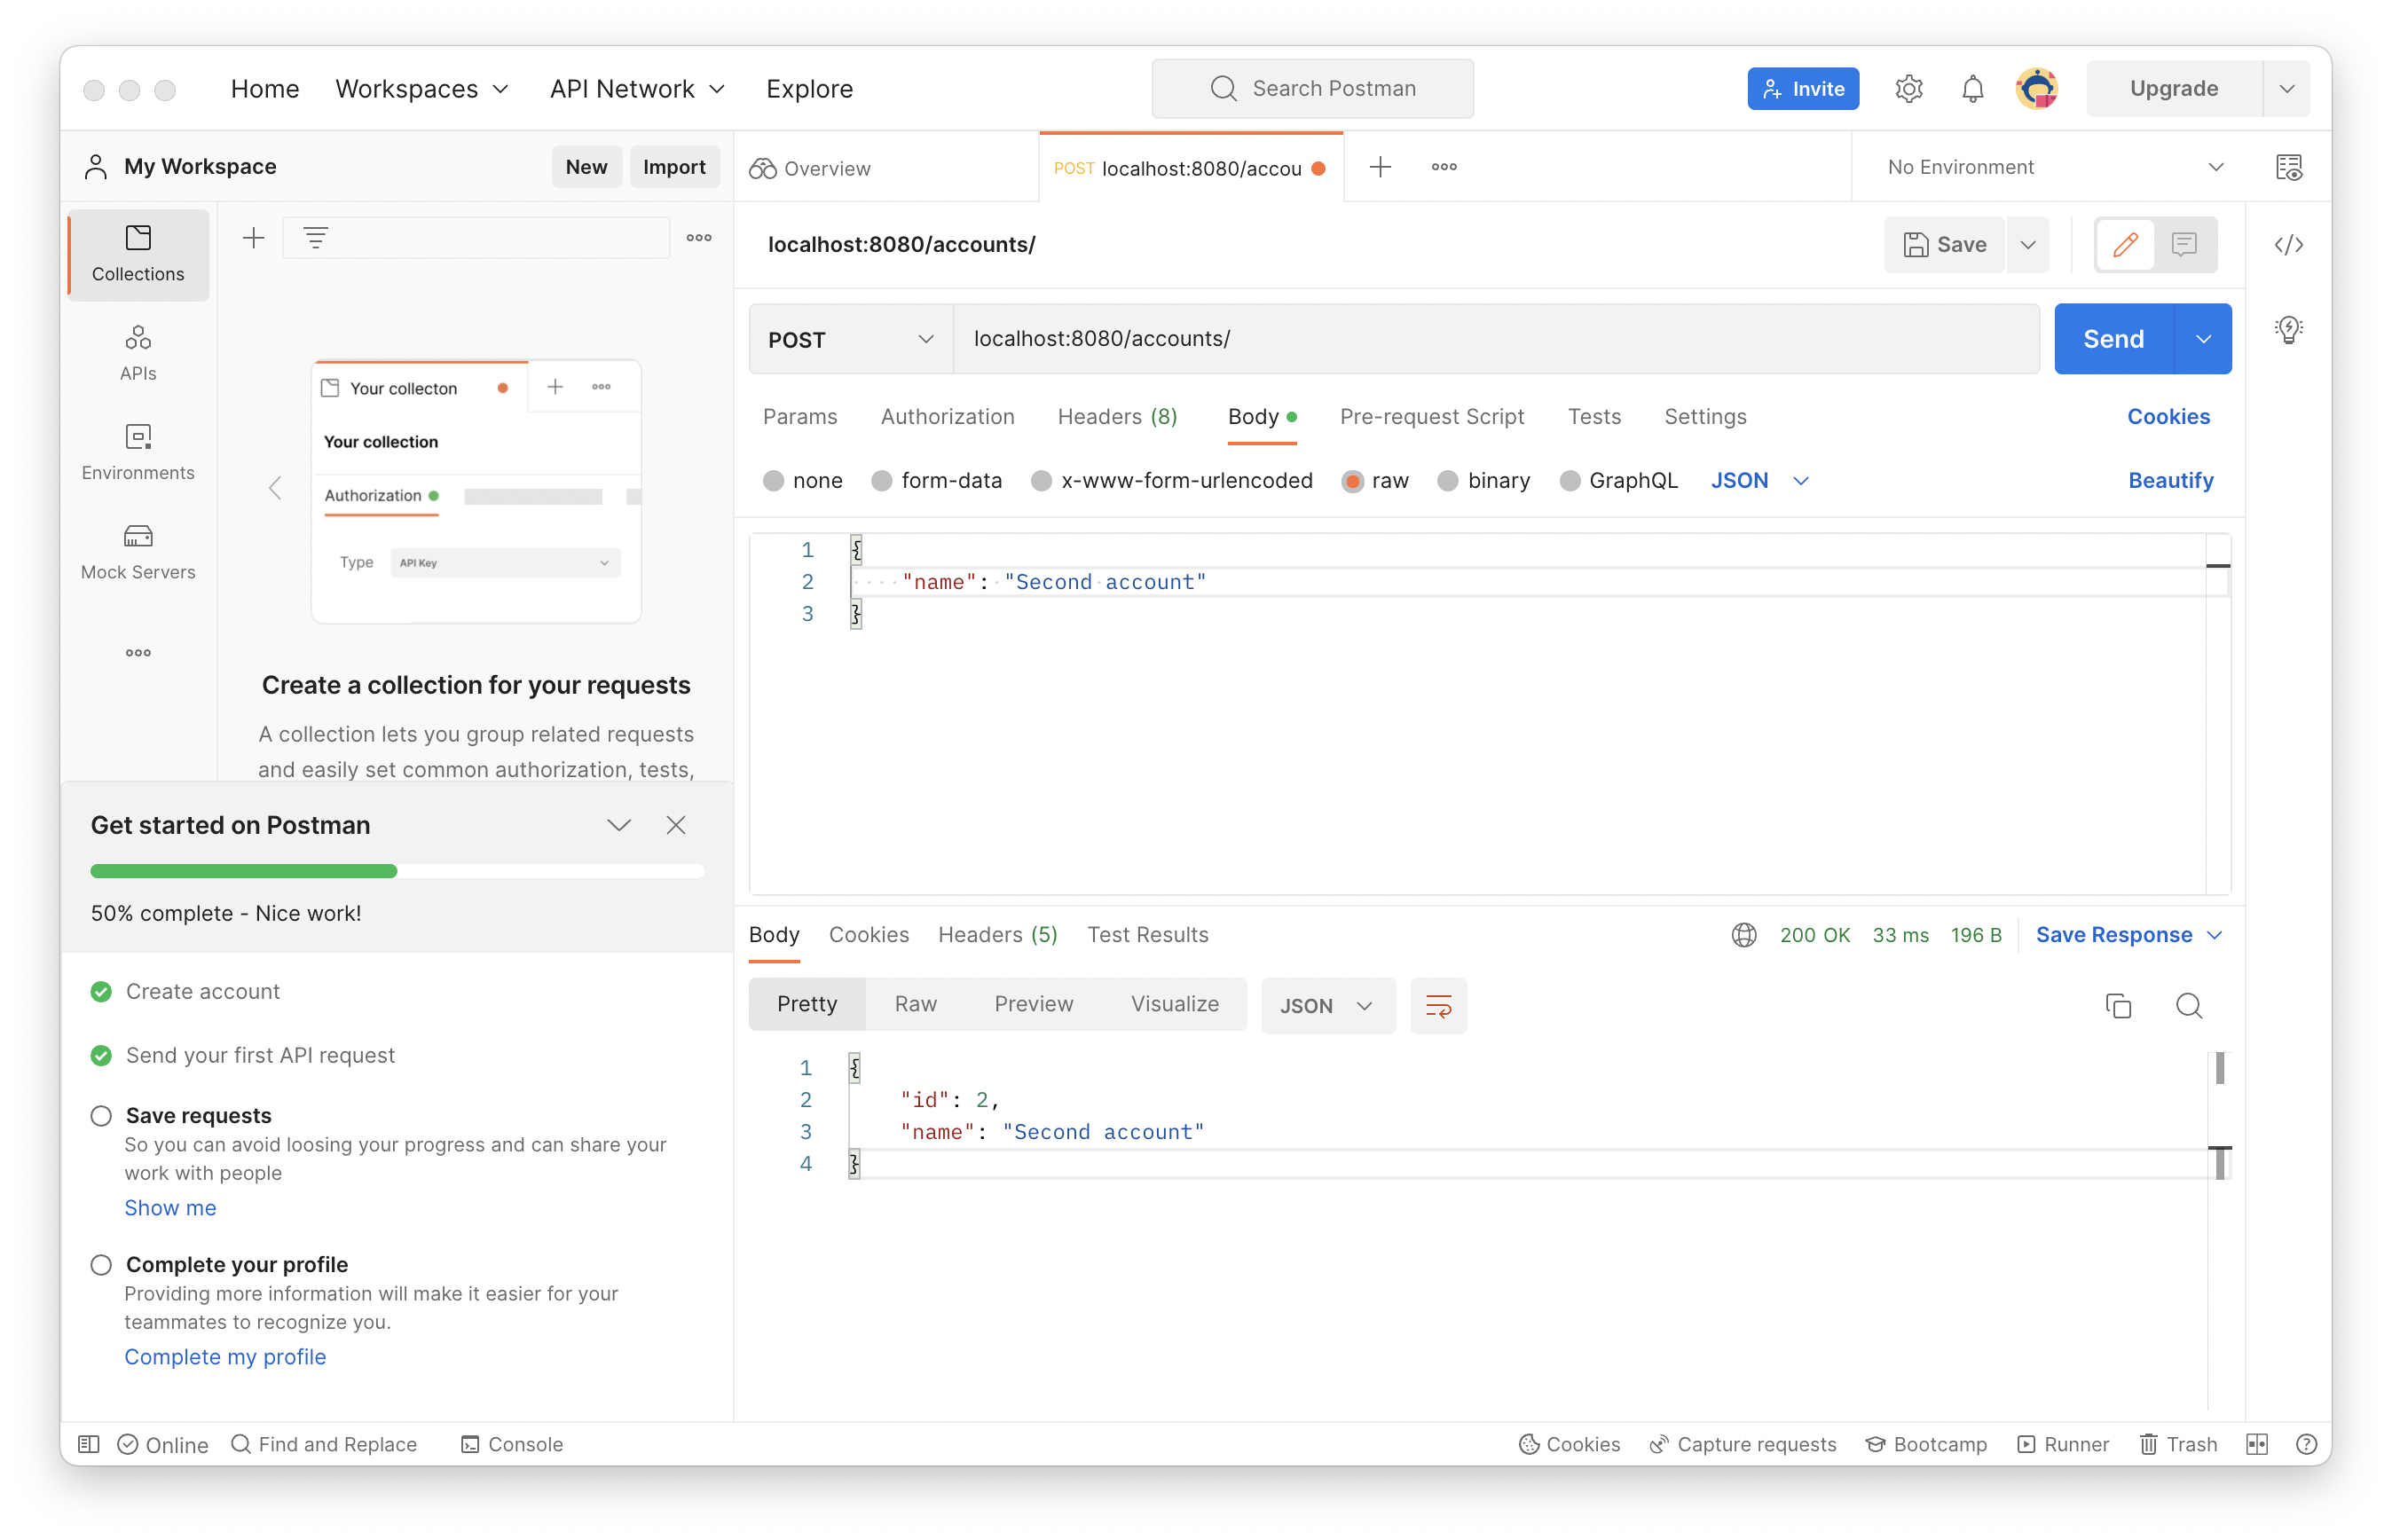 Home Workspaces API Network Explore Search Postman Invite Upgrade
My Workspace New Import
Overview POST localhost:8080/accou No Environment
Collections
APIs
Environments
Mock Servers
Your collecton
Your collection
Authorization
Type API Key
Create a collection for your requests
A collection lets you group related requests
and easily set common authorization, tests,
Get started on Postman
50% complete - Nice work!
Create account
Send your first API request
Save requests
So you can avoid loosing your progress and can share your
work with people
Show me
Complete your profile
Providing more information will make it easier for your
teammates to recognize you.
Complete my profile
localhost:8080/accounts/ Save
POST localhost:8080/accounts/ Send
Params Authorization Headers (8) Body Pre-request Script Tests Settings Cookies
none form-data x-www-form-urlencoded raw binary GraphQL JSON Beautify
1 {
2 "name": "Second account"
3 }
Body Cookies Headers (5) Test Results 200 OK 33 ms 196 B Save Response
Pretty Raw Preview Visualize JSON
1 {
2 "id": 2,
3 "name": "Second account"
4 }
Online Find and Replace Console Cookies Capture requests Bootcamp Runner Trash